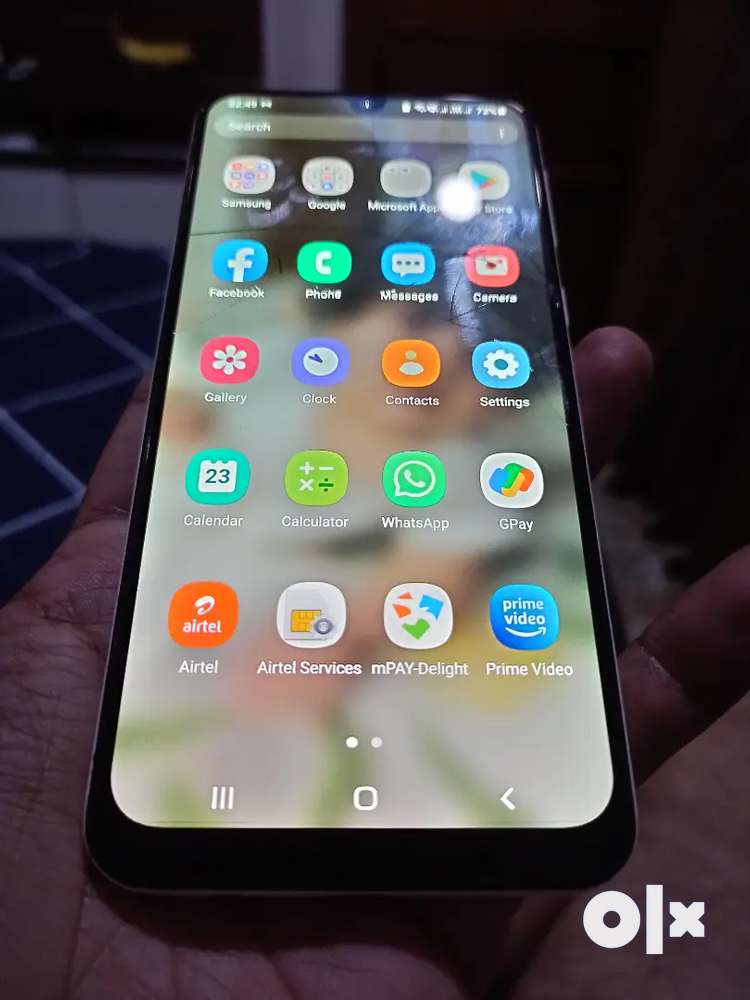 Search
Samsung Google Microsoft App Store
Facebook Phone Messages Camera
Gallery Clock Contacts Settings
23
Calendar Calculator WhatsApp GPay
airtel prime video
Airtel Airtel Services mPAY-Delight Prime Video
olx